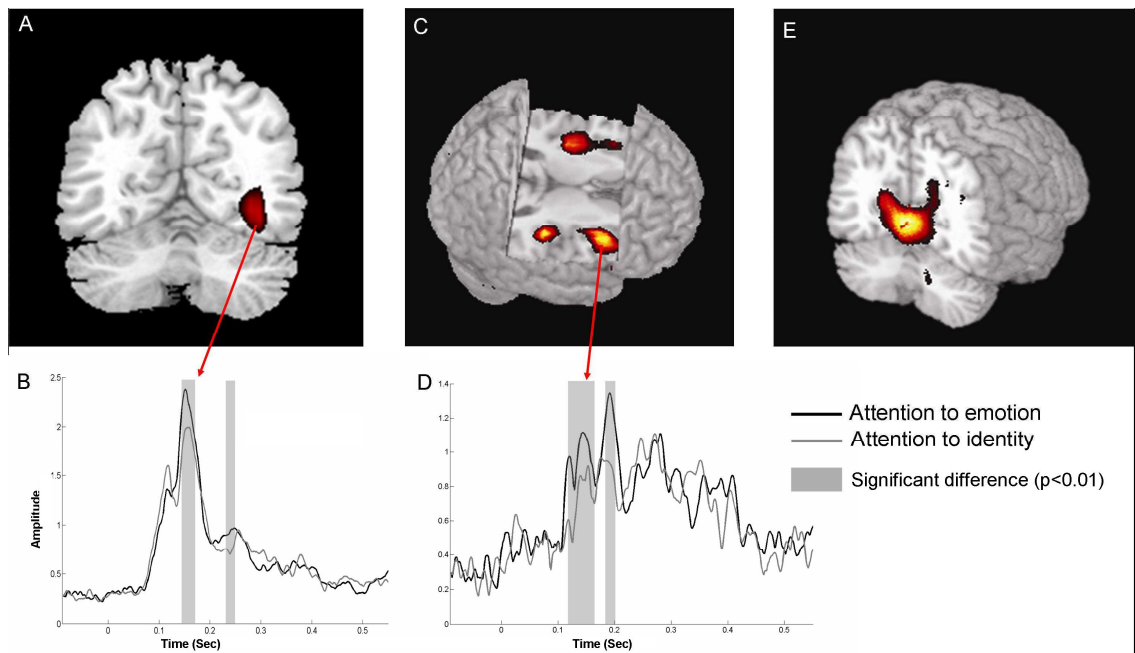 A
C
E
B
2.5
2
1.5
1
0.5
0
Amplitude
0 0.1 0.2 0.3 0.4 0.5
Time (Sec)
D
1.4
1.2
1
0.8
0.6
0.4
0.2
0
0 0.1 0.2 0.3 0.4 0.5
Time (Sec)
Attention to emotion
Attention to identity
Significant difference (p<0.01)